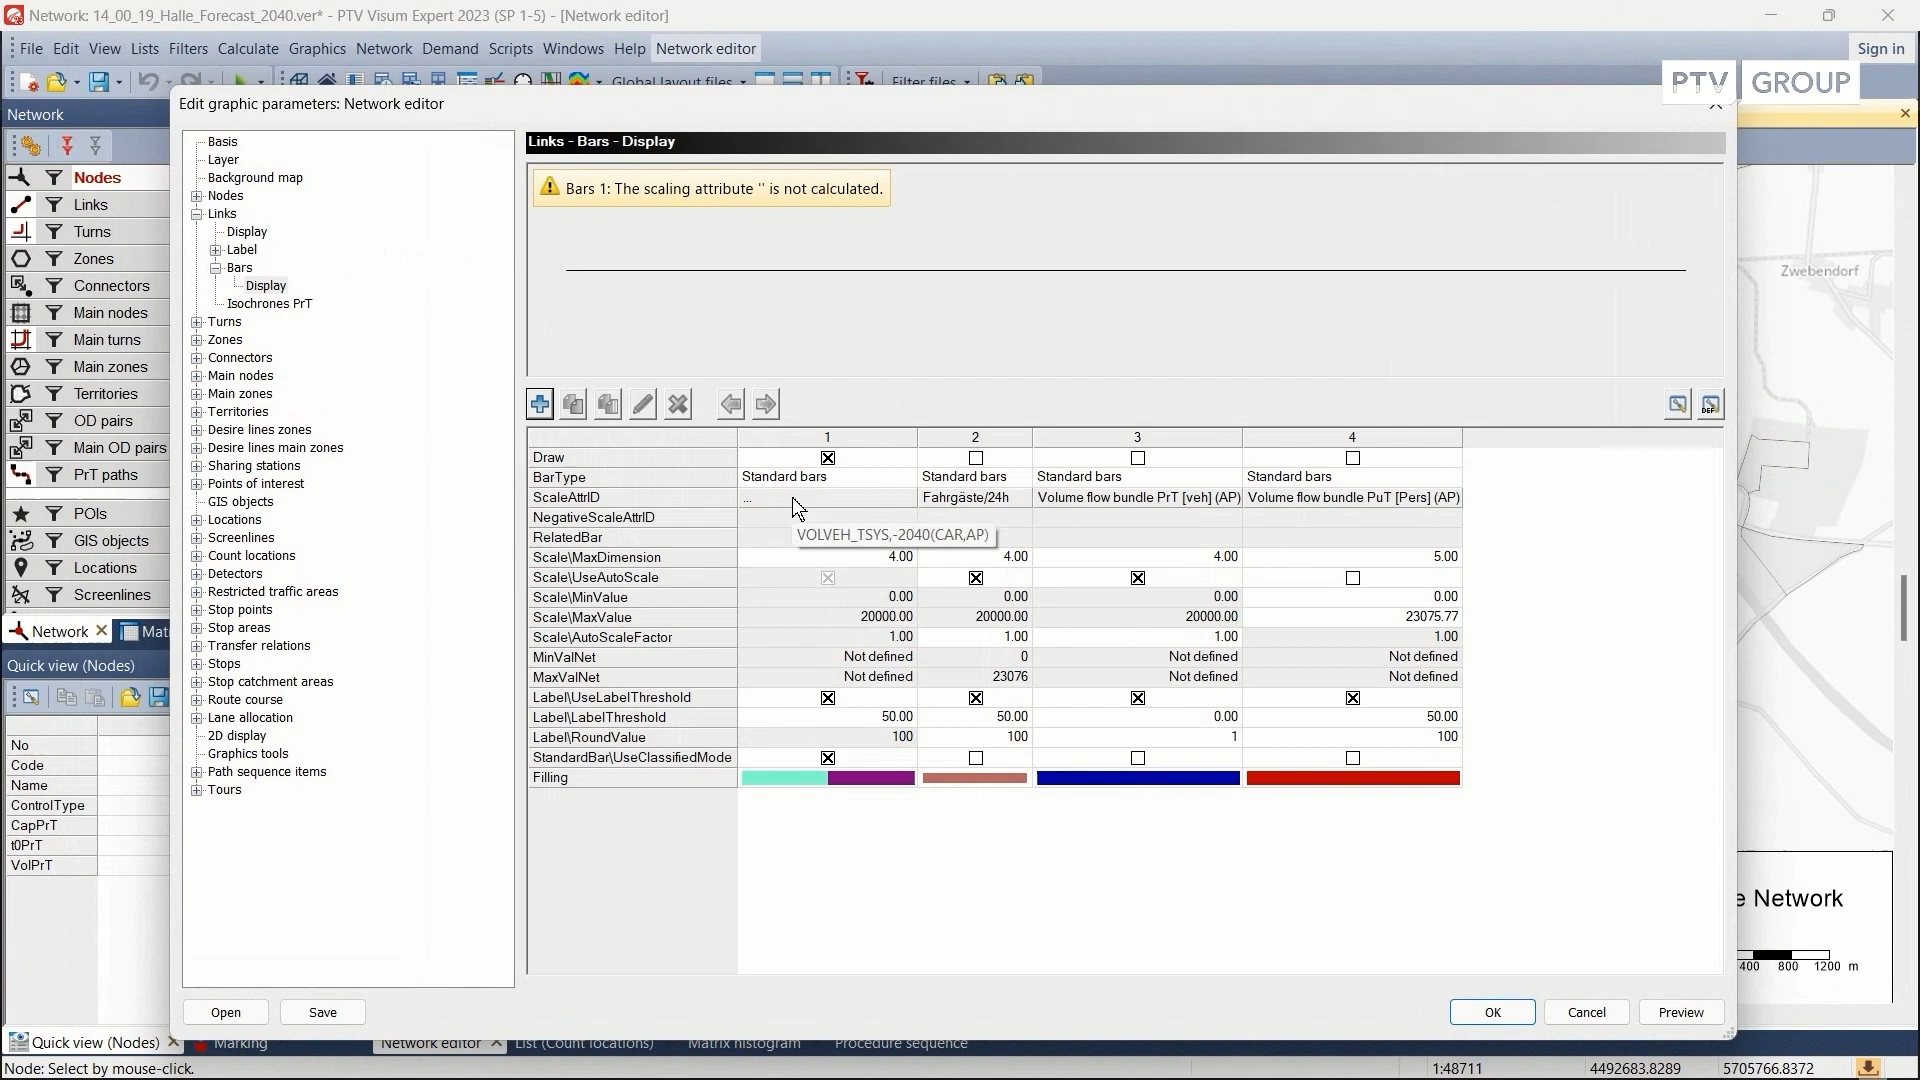 Network: 14_00_19_Halle_Forecast_2040.ver* - PTV Visum Expert 2023 (SP 1-5) - [Network editor]
File Edit View Lists Filters Calculate Graphics Network Demand Scripts Windows Help Network editor Sign in
Global layout files Filter files
PTV GROUP
Network
Nodes
Links
Turns
Zones
Connectors
Main nodes
Main turns
Main zones
Territories
OD pairs
Main OD pairs
PrT paths
POIs
GIS objects
Locations
Screenlines
Network Mat
Quick view (Nodes)
No
Code
Name
ControlType
CapPrT
t0PrT
VolPrT
Edit graphic parameters: Network editor
Basis
Layer
Background map
Nodes
Links
Display
Label
Bars
Display
Isochrones PrT
Turns
Zones
Connectors
Main nodes
Main zones
Territories
Desire lines zones
Desire lines main zones
Sharing stations
Points of interest
GIS objects
Locations
Screenlines
Count locations
Detectors
Restricted traffic areas
Stop points
Stop areas
Transfer relations
Stops
Stop catchment areas
Route course
Lane allocation
2D display
Graphics tools
Path sequence items
Tours
Links - Bars - Display
Bars 1: The scaling attribute '' is not calculated.
DEF
1 2 3 4
Draw
BarType Standard bars Standard bars Standard bars Standard bars
ScaleAttrID ... Fahrgäste/24h Volume flow bundle PrT [veh] (AP) Volume flow bundle PuT [Pers] (AP)
NegativeScaleAttrID
RelatedBar
VOLVEH_TSYS,-2040(CAR,AP)
Scale\MaxDimension 4.00 4.00 4.00 5.00
Scale\UseAutoScale
Scale\MinValue 0.00 0.00 0.00 0.00
Scale\MaxValue 20000.00 20000.00 20000.00 23075.77
Scale\AutoScaleFactor 1.00 1.00 1.00 1.00
MinValNet Not defined 0 Not defined Not defined
MaxValNet Not defined 23076 Not defined Not defined
Label\UseLabelThreshold
Label\LabelThreshold 50.00 50.00 0.00 50.00
Label\RoundValue 100 100 1 100
StandardBar\UseClassifiedMode
Filling
Open Save OK Cancel Preview
Zwebendorf
e Network
400 800 1200 m
Quick view (Nodes) Marking Network editor List (Count locations) Matrix histogram Procedure sequence
Node: Select by mouse-click. 1:48711 4492683.8289 5705766.8372